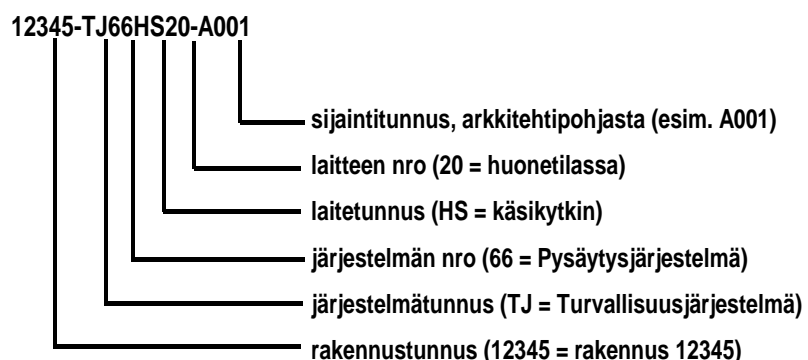 12345-TJ66HS20-A001
sijaintitunnus, arkkitehtipohjasta (esim. A001)
laitteen nro (20 = huonetilassa)
laitetunnus (HS = käsikytkin)
järjestelmän nro (66 = Pysäytysjärjestelmä)
järjestelmätunnus (TJ = Turvallisuusjärjestelmä)
rakennustunnus (12345 = rakennus 12345)